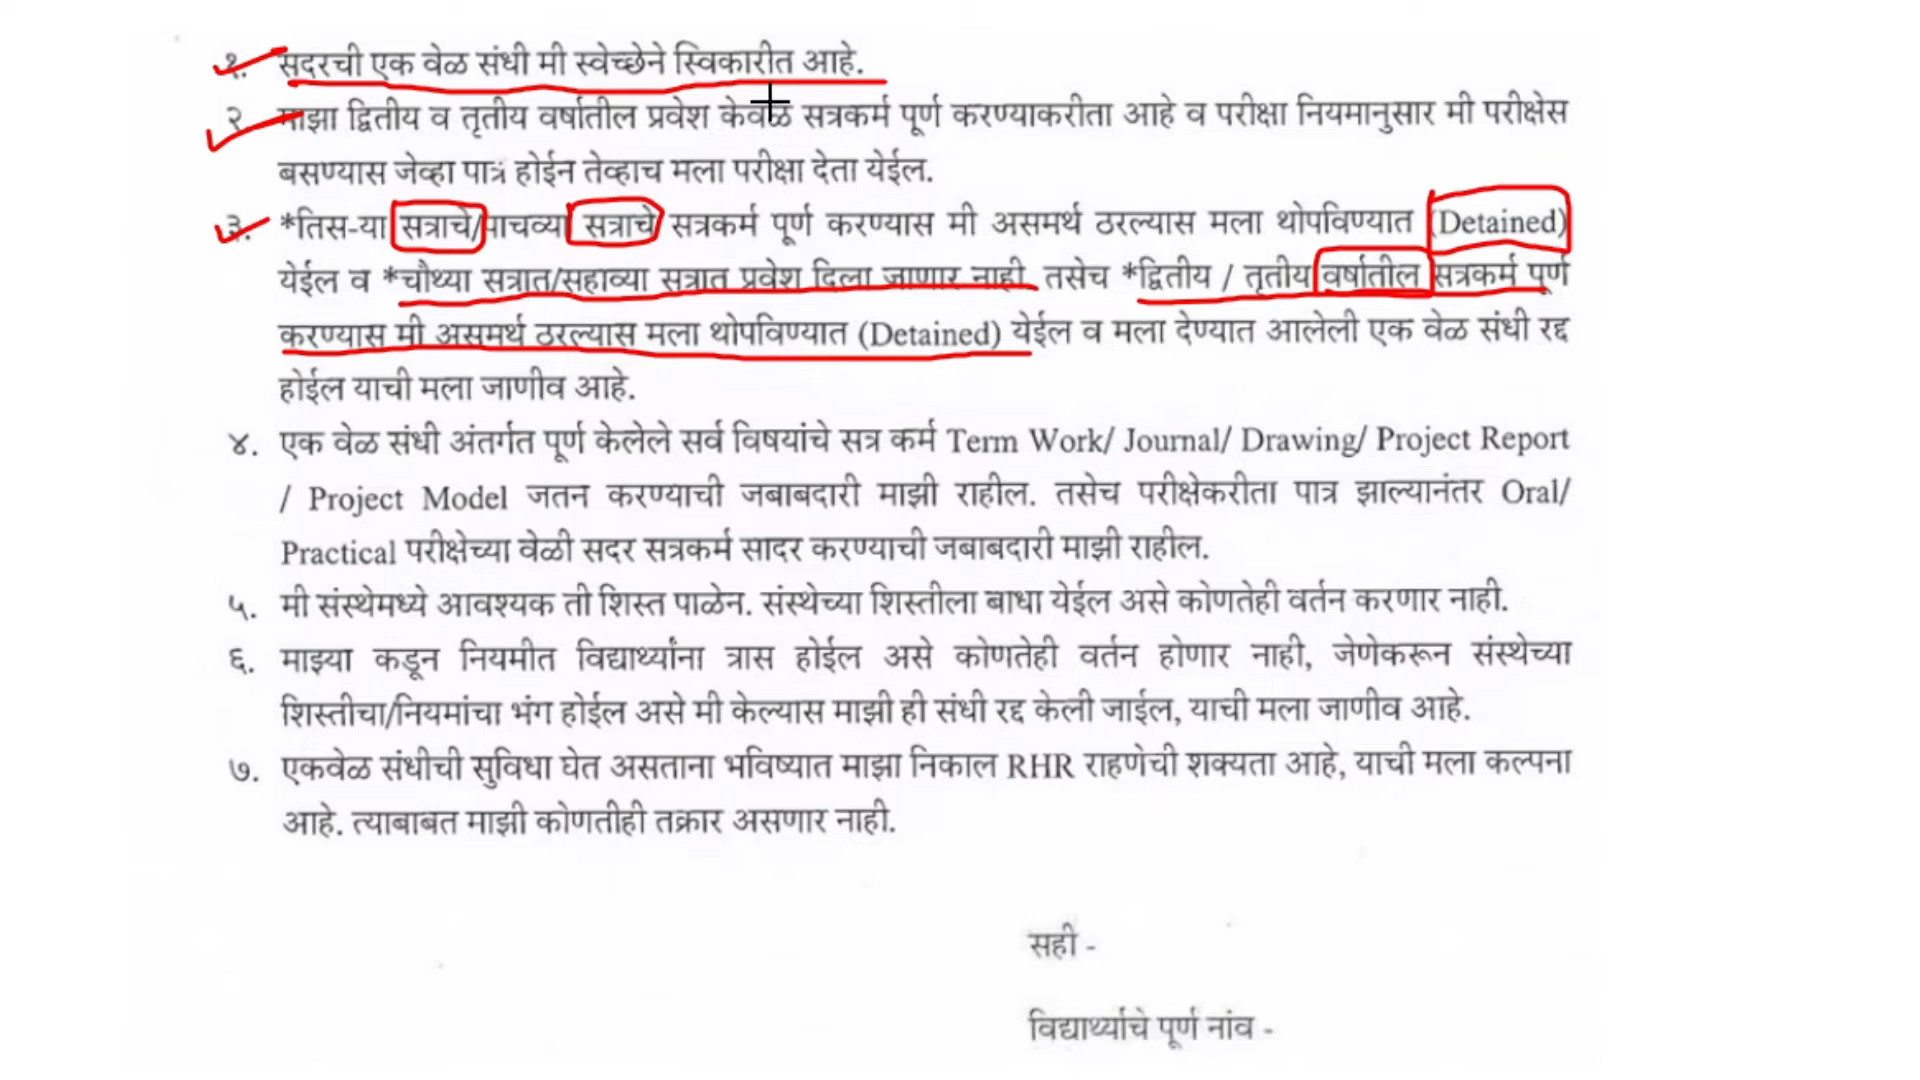 १. सदरची एक वेळ संधी मी स्वेच्छेने स्विकारीत आहे.
२. माझा द्वितीय व तृतीय वर्षातील प्रवेश केवळ सत्रकर्म पूर्ण करण्याकरीता आहे व परीक्षा नियमानुसार मी परीक्षेस
बसण्यास जेव्हा पात्र होईन तेव्हाच मला परीक्षा देता येईल.
३. *तिस-या सत्राचे/पाचव्या सत्राचे सत्रकर्म पूर्ण करण्यास मी असमर्थ ठरल्यास मला थोपविण्यात (Detained)
येईल व *चौथ्या सत्रात/सहाव्या सत्रात प्रवेश दिला जाणार नाही. तसेच *द्वितीय / तृतीय वर्षातील सत्रकर्म पूर्ण
करण्यास मी असमर्थ ठरल्यास मला थोपविण्यात (Detained) येईल व मला देण्यात आलेली एक वेळ संधी रद्द
होईल याची मला जाणीव आहे.
४. एक वेळ संधी अंतर्गत पूर्ण केलेले सर्व विषयांचे सत्र कर्म Term Work/ Journal/ Drawing/ Project Report
/ Project Model जतन करण्याची जबाबदारी माझी राहील. तसेच परीक्षेकरीता पात्र झाल्यानंतर Oral/
Practical परीक्षेच्या वेळी सदर सत्रकर्म सादर करण्याची जबाबदारी माझी राहील.
५. मी संस्थेमध्ये आवश्यक ती शिस्त पाळेन. संस्थेच्या शिस्तीला बाधा येईल असे कोणतेही वर्तन करणार नाही.
६. माझ्या कडून नियमीत विद्यार्थ्यांना त्रास होईल असे कोणतेही वर्तन होणार नाही, जेणेकरून संस्थेच्या
शिस्तीचा/नियमांचा भंग होईल असे मी केल्यास माझी ही संधी रद्द केली जाईल, याची मला जाणीव आहे.
७. एकवेळ संधीची सुविधा घेत असताना भविष्यात माझा निकाल RHR राहणेची शक्यता आहे, याची मला कल्पना
आहे. त्याबाबत माझी कोणतीही तक्रार असणार नाही.
सही -
विद्यार्थ्याचे पूर्ण नांव -